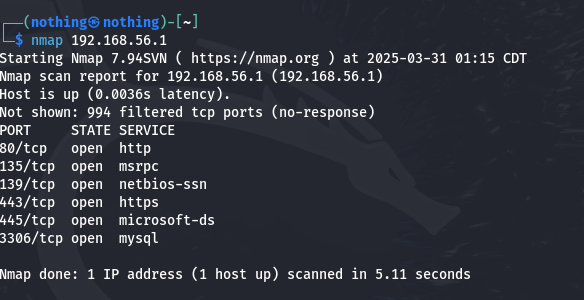 ┌──(nothing㉿nothing)-[~]
└─$ nmap 192.168.56.1
Starting Nmap 7.94SVN ( https://nmap.org ) at 2025-03-31 01:15 CDT
Nmap scan report for 192.168.56.1 (192.168.56.1)
Host is up (0.0036s latency).
Not shown: 994 filtered tcp ports (no-response)
PORT     STATE SERVICE
80/tcp   open  http
135/tcp  open  msrpc
139/tcp  open  netbios-ssn
443/tcp  open  https
445/tcp  open  microsoft-ds
3306/tcp open  mysql
Nmap done: 1 IP address (1 host up) scanned in 5.11 seconds